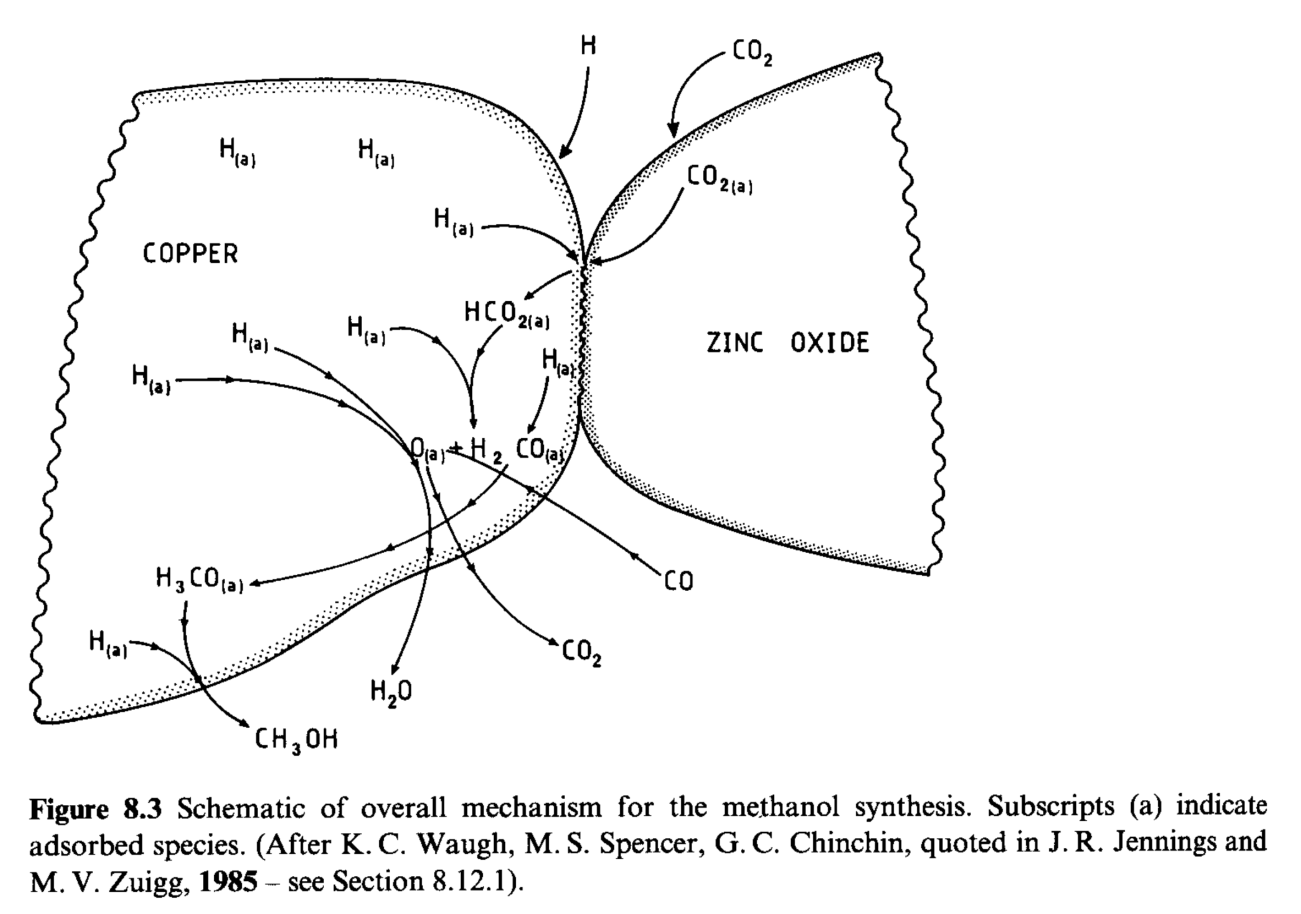 H
CO2
H(a) H(a)
CO2(a)
H(a)
COPPER
HCO2(a)
H(a)
H(a)
ZINC OXIDE
H(a)
H(a)
O(a) + H2 CO(a)
H3CO(a)
CO
H(a)
CO2
H2O
CH3OH
Figure 8.3 Schematic of overall mechanism for the methanol synthesis. Subscripts (a) indicate
adsorbed species. (After K. C. Waugh, M. S. Spencer, G. C. Chinchin, quoted in J. R. Jennings and
M. V. Zuigg, 1985 – see Section 8.12.1).